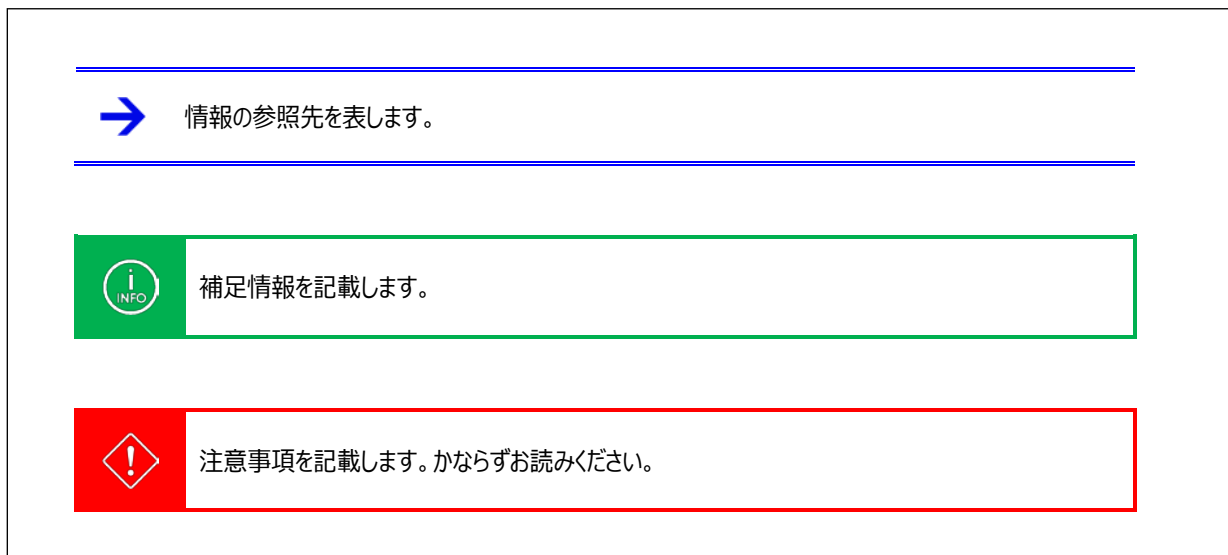 情報の参照先を表します。
i
INFO
補足情報を記載します。
!
注意事項を記載します。かならずお読みください。